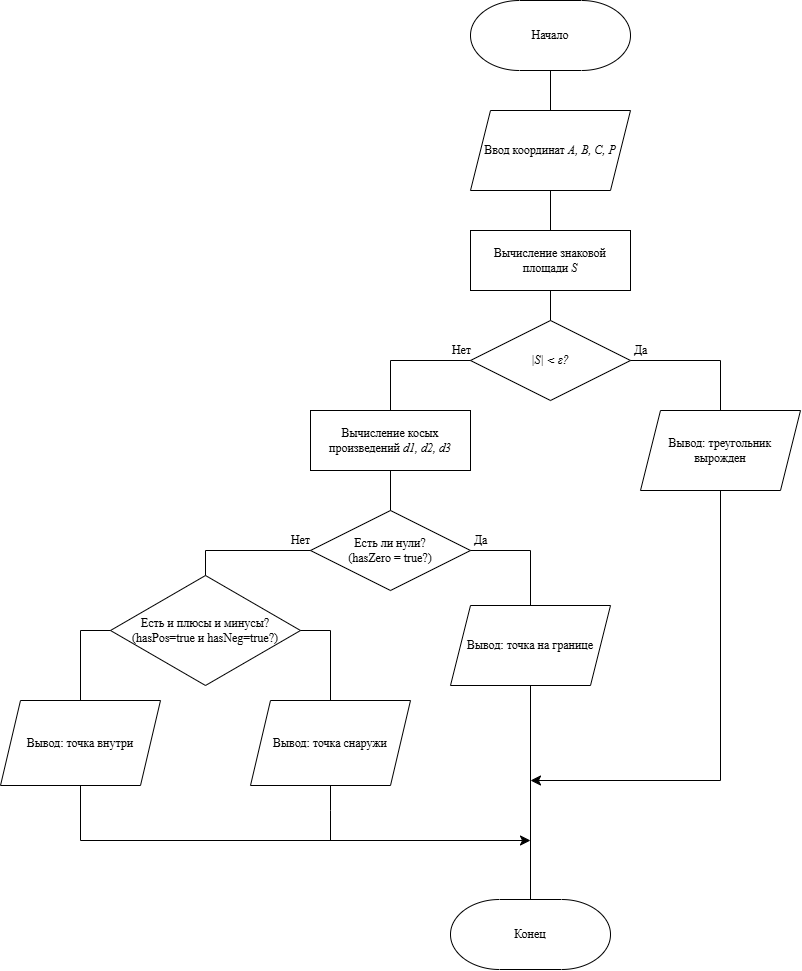 Начало
Ввод координат A, B, C, P
Вычисление знаковой
площади S
|S| < ε?
Нет
Да
Вычисление косых
произведений d1, d2, d3
Вывод: треугольник
вырожден
Есть ли нули?
(hasZero = true?)
Нет
Да
Есть и плюсы и минусы?
(hasPos=true и hasNeg=true?)
Вывод: точка на границе
Вывод: точка внутри
Вывод: точка снаружи
Конец